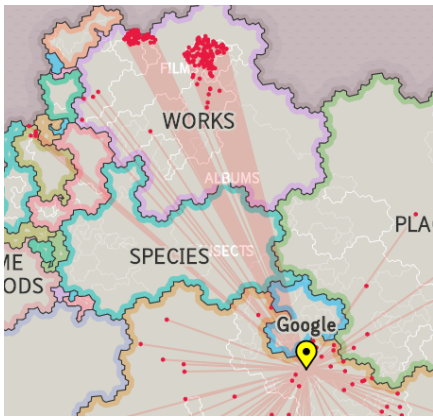 FILMS
WORKS
ALBUMS
PLA
SPECIES
INSECTS
ME
ODS
Google